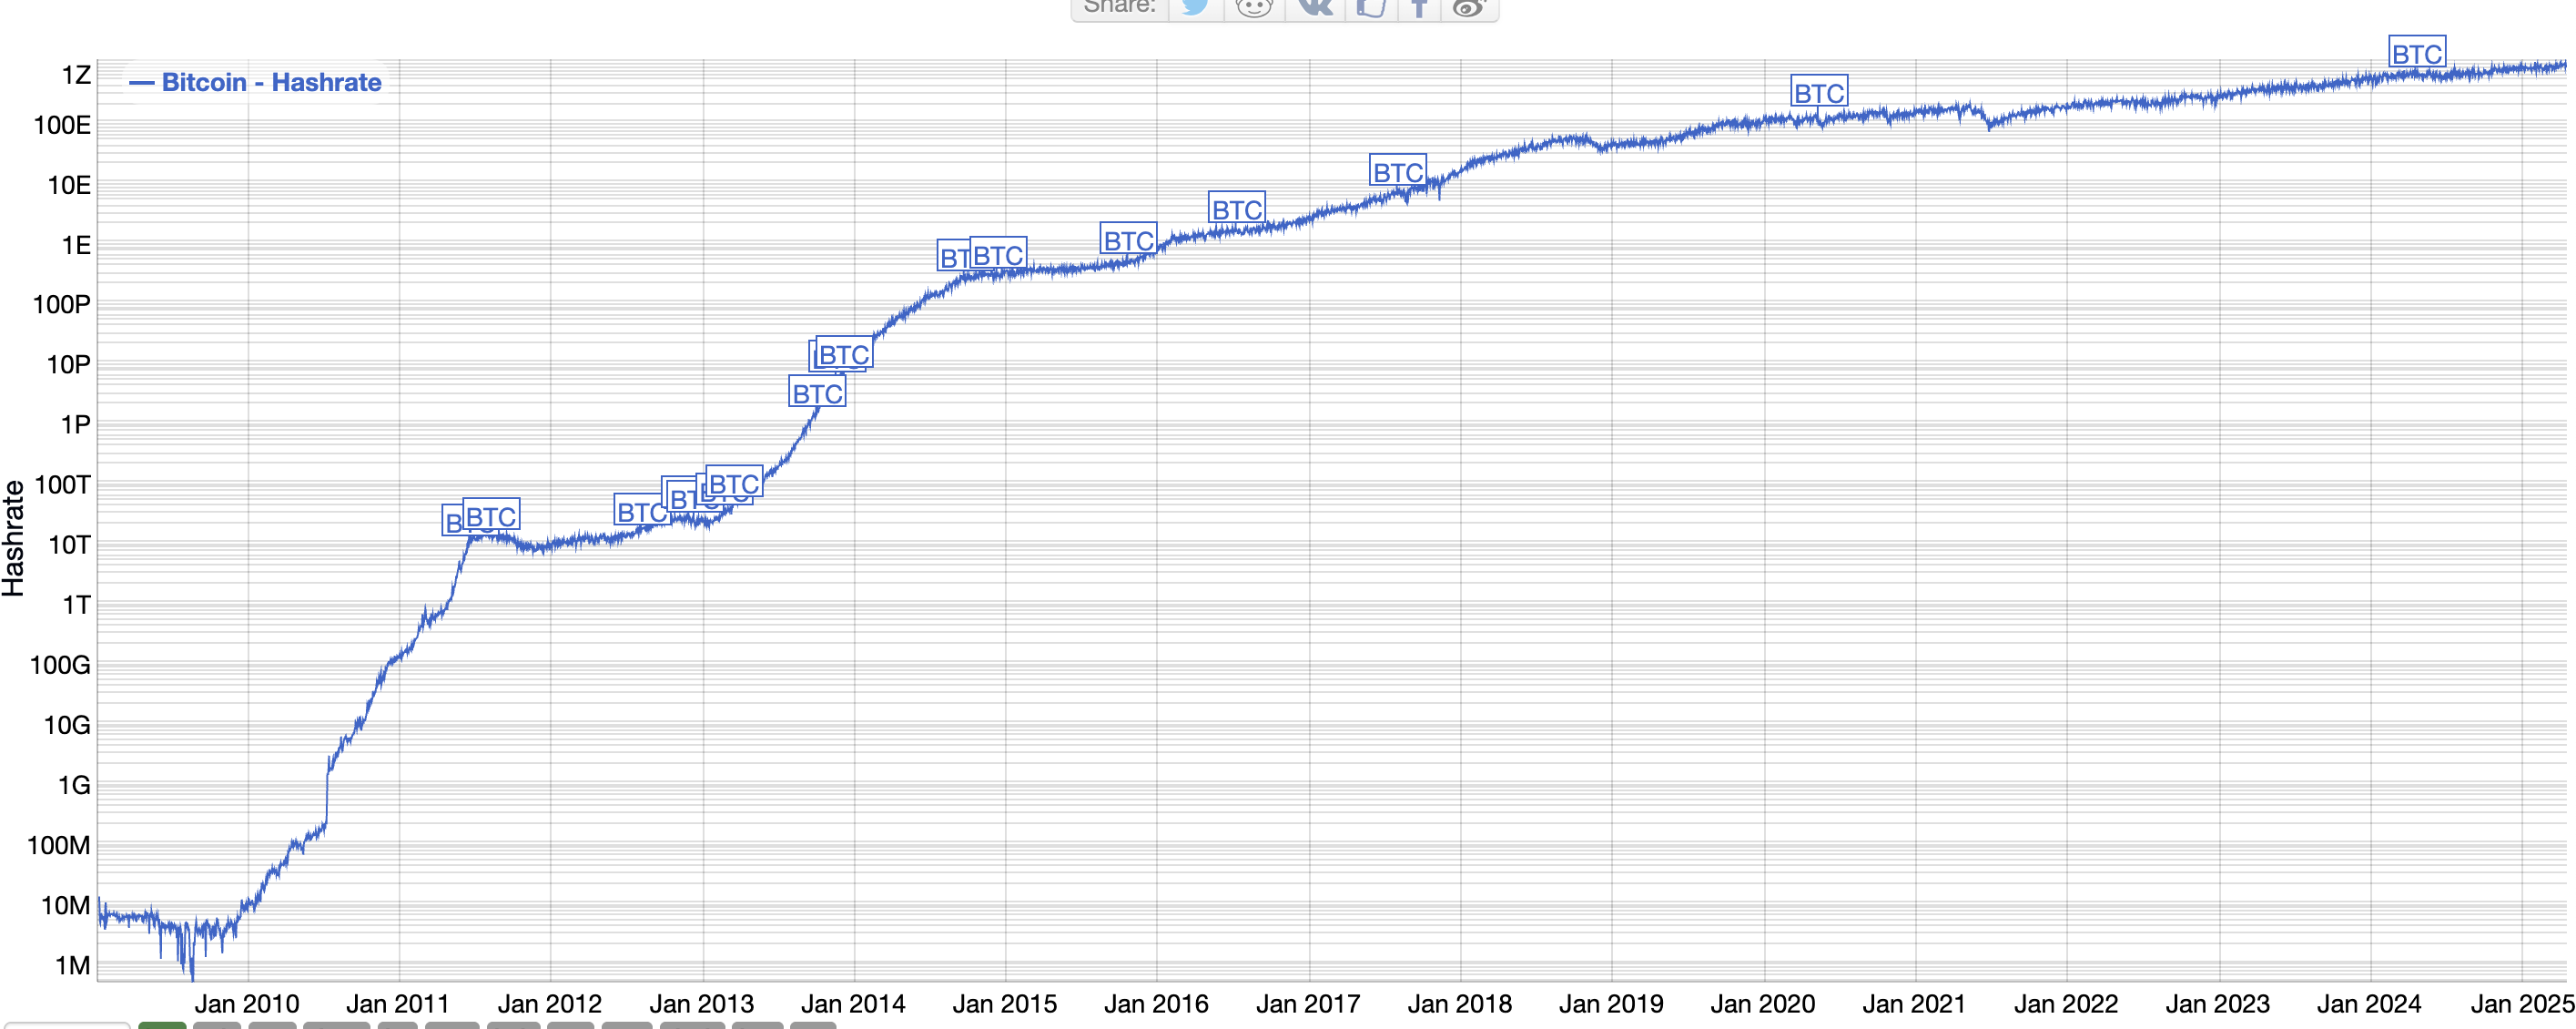 Share:
Bitcoin - Hashrate
Hashrate
1Z
100E
10E
1E
100P
10P
1P
100T
10T
1T
100G
10G
1G
100M
10M
1M
BTC
BTC
BTC
BTC
BTC
BT
BTC
BTC
BTC
BTC
BTC
BTC
BTC
Jan 2010
Jan 2011
Jan 2012
Jan 2013
Jan 2014
Jan 2015
Jan 2016
Jan 2017
Jan 2018
Jan 2019
Jan 2020
Jan 2021
Jan 2022
Jan 2023
Jan 2024
Jan 2025